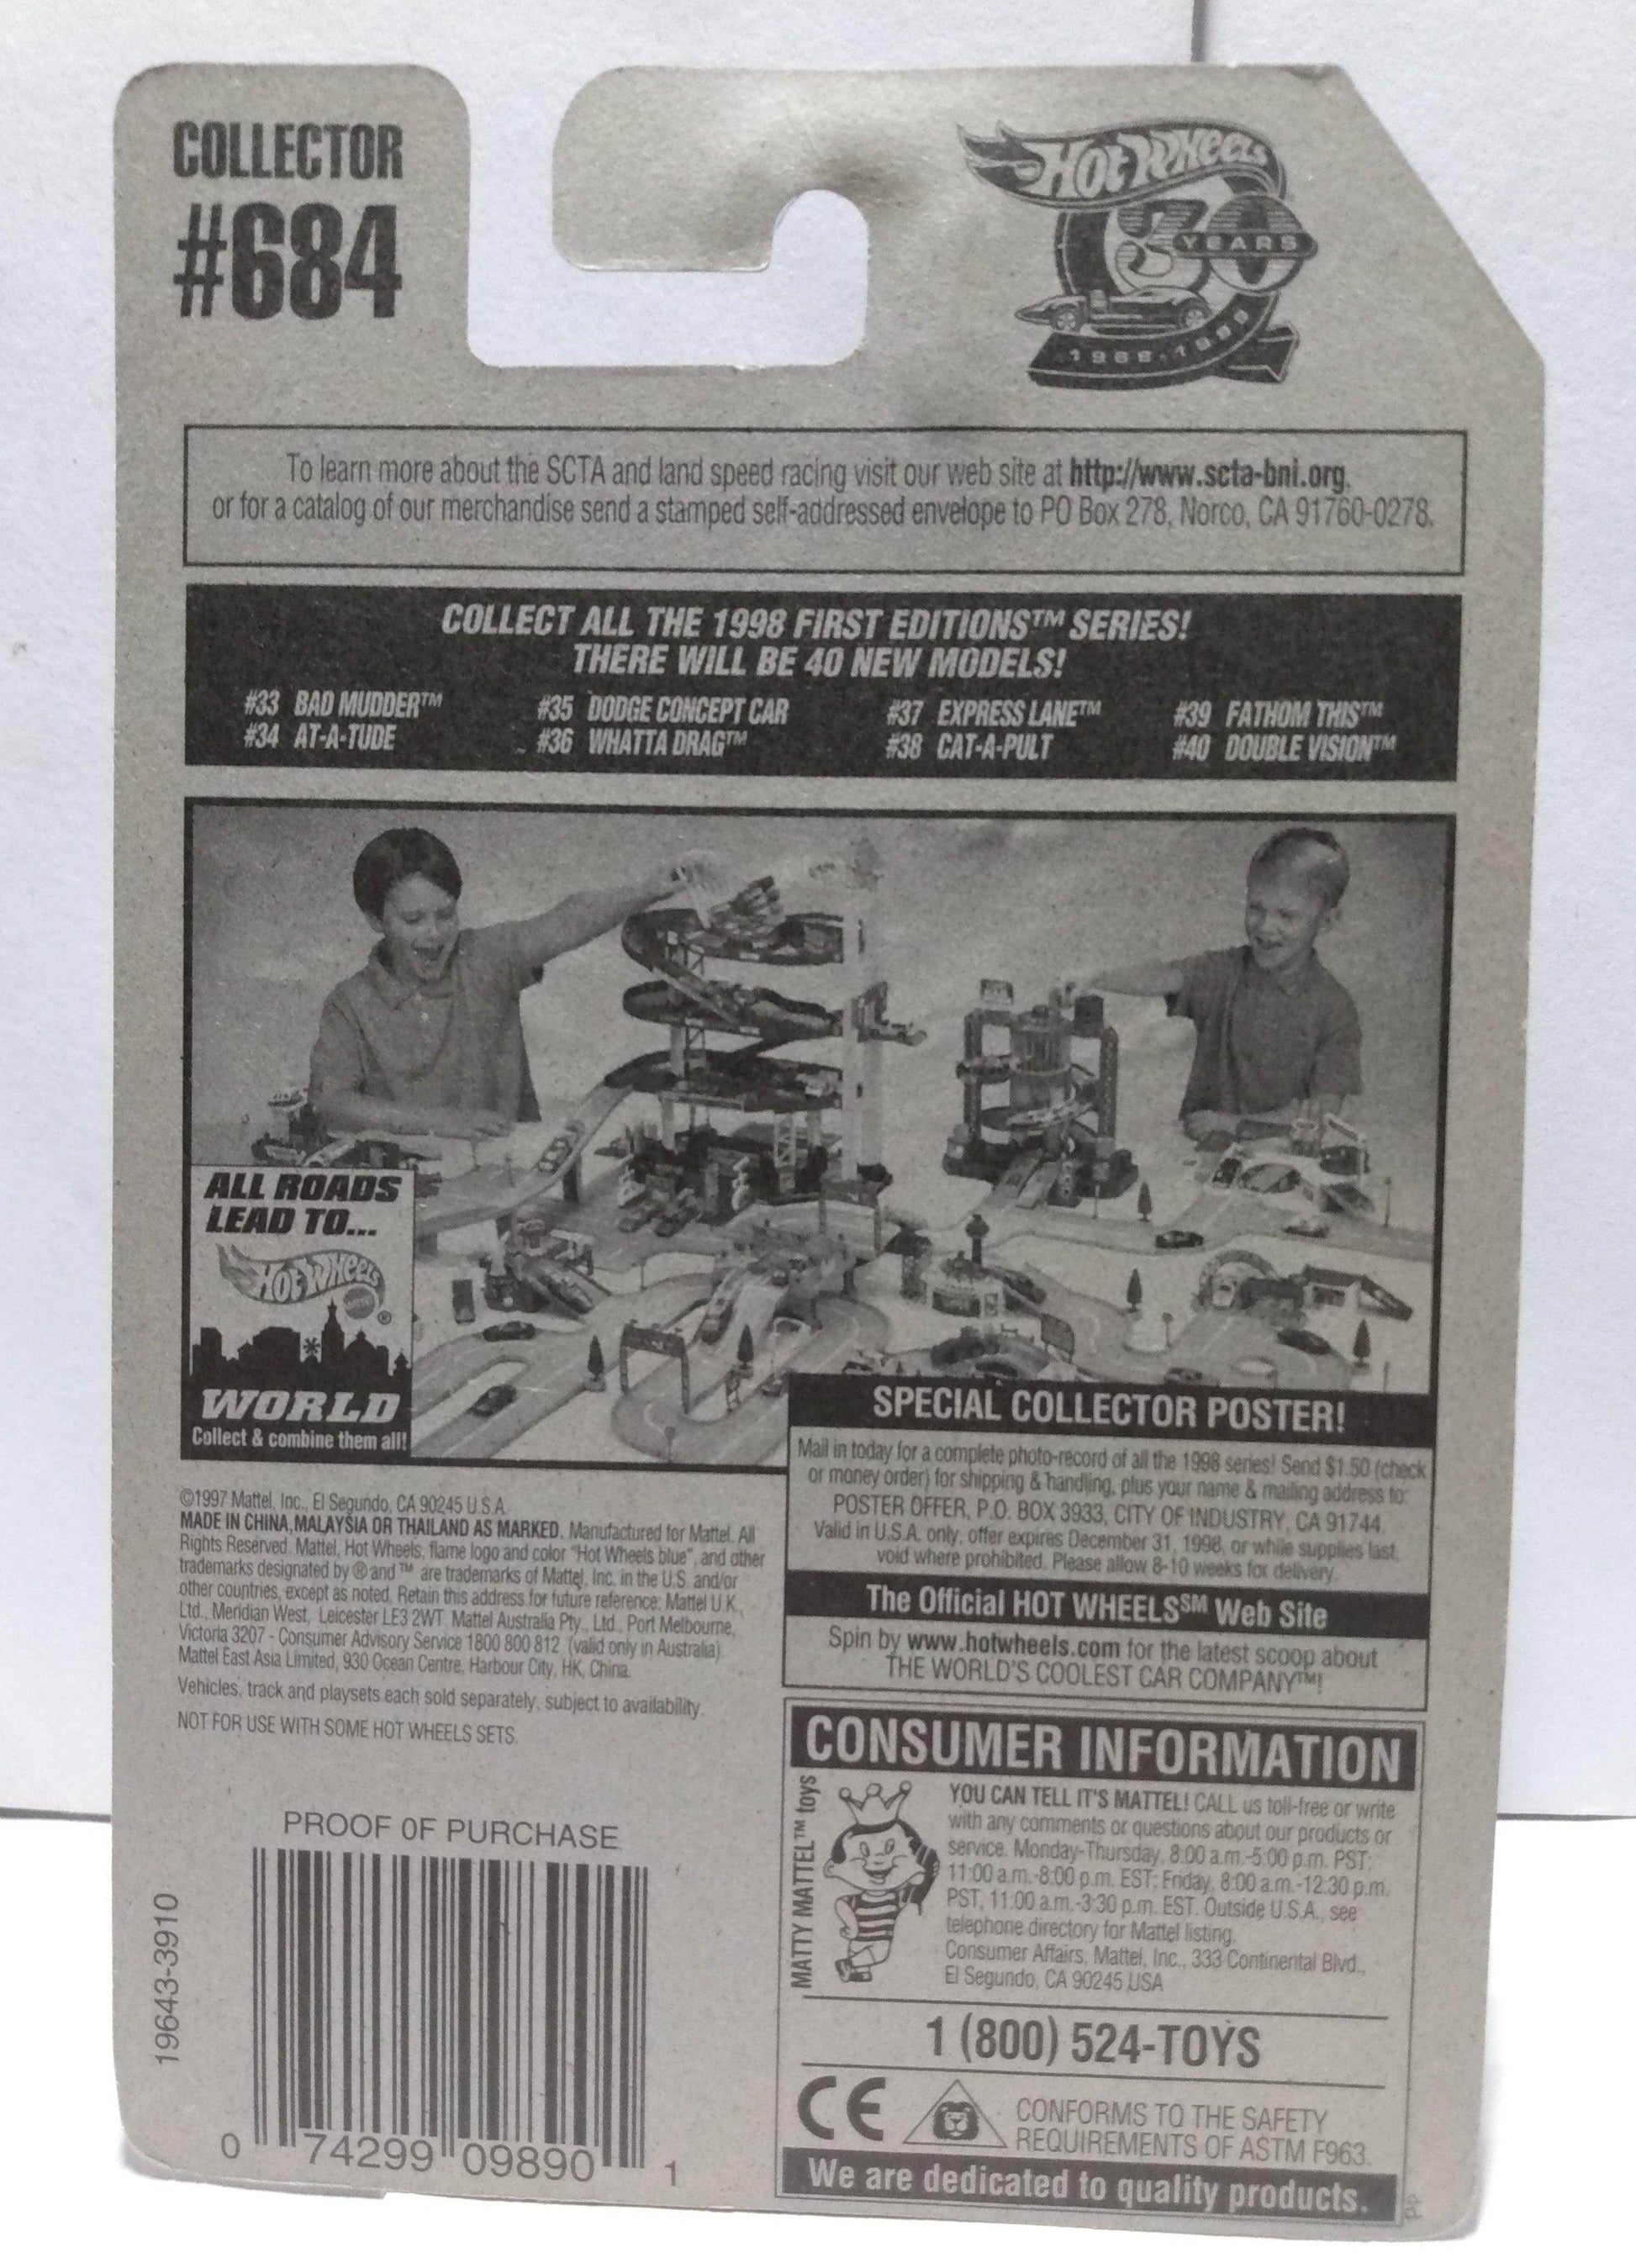 COLLECTOR
#684
Hot Wheels
30
YEARS
1968-1998
To learn more about the SCTA and land speed racing visit our web site at http://www.scta-bni.org.
or for a catalog of our merchandise send a stamped self-addressed envelope to PO Box 278, Norco, CA 91760-0278.
COLLECT ALL THE 1998 FIRST EDITIONS™ SERIES!
THERE WILL BE 40 NEW MODELS!
#33 BAD MUDDER™
#34 AT-A-TUDE
#35 DODGE CONCEPT CAR
#36 WHATTA DRAG™
#37 EXPRESS LANE™
#38 CAT-A-PULT
#39 FATHOM THIS™
#40 DOUBLE VISION™
ALL ROADS
LEAD TO...
Hot Wheels
®
WORLD
Collect & combine them all!
SPECIAL COLLECTOR POSTER!
Mail in today for a complete photo-record of all the 1998 series! Send $1.50 (check
or money order) for shipping & handling, plus your name & mailing address to:
POSTER OFFER, P.O. BOX 3933, CITY OF INDUSTRY, CA 91744.
Valid in U.S.A. only, offer expires December 31, 1998, or while supplies last,
void where prohibited. Please allow 8-10 weeks for delivery.
The Official HOT WHEELS℠ Web Site
Spin by www.hotwheels.com for the latest scoop about
THE WORLD'S COOLEST CAR COMPANY™!
©1997 Mattel, Inc., El Segundo, CA 90245 U.S.A.
MADE IN CHINA, MALAYSIA OR THAILAND AS MARKED. Manufactured for Mattel. All
Rights Reserved. Mattel, Hot Wheels, flame logo and color "Hot Wheels blue", and other
trademarks designated by ® and ™ are trademarks of Mattel, Inc. in the U.S. and/or
other countries, except as noted. Retain this address for future reference: Mattel U.K.,
Ltd., Meridian West, Leicester LE3 2WT. Mattel Australia Pty., Ltd., Port Melbourne,
Victoria 3207 - Consumer Advisory Service 1800 800 812 (valid only in Australia).
Mattel East Asia Limited, 930 Ocean Centre, Harbour City, HK, China.
Vehicles, track and playsets each sold separately, subject to availability.
NOT FOR USE WITH SOME HOT WHEELS SETS.
CONSUMER INFORMATION
MATTY MATTEL™ toys
YOU CAN TELL IT'S MATTEL! CALL us toll-free or write
with any comments or questions about our products or
service. Monday-Thursday, 8:00 a.m.-5:00 p.m. PST;
11:00 a.m.-8:00 p.m. EST; Friday, 8:00 a.m.-12:30 p.m.
PST, 11:00 a.m.-3:30 p.m. EST. Outside U.S.A., see
telephone directory for Mattel listing.
Consumer Affairs, Mattel, Inc., 333 Continental Blvd.,
El Segundo, CA 90245 USA
1 (800) 524-TOYS
CE
CONFORMS TO THE SAFETY
REQUIREMENTS OF ASTM F963.
We are dedicated to quality products.
PROOF OF PURCHASE
19643-3910
0 74299 09890 1